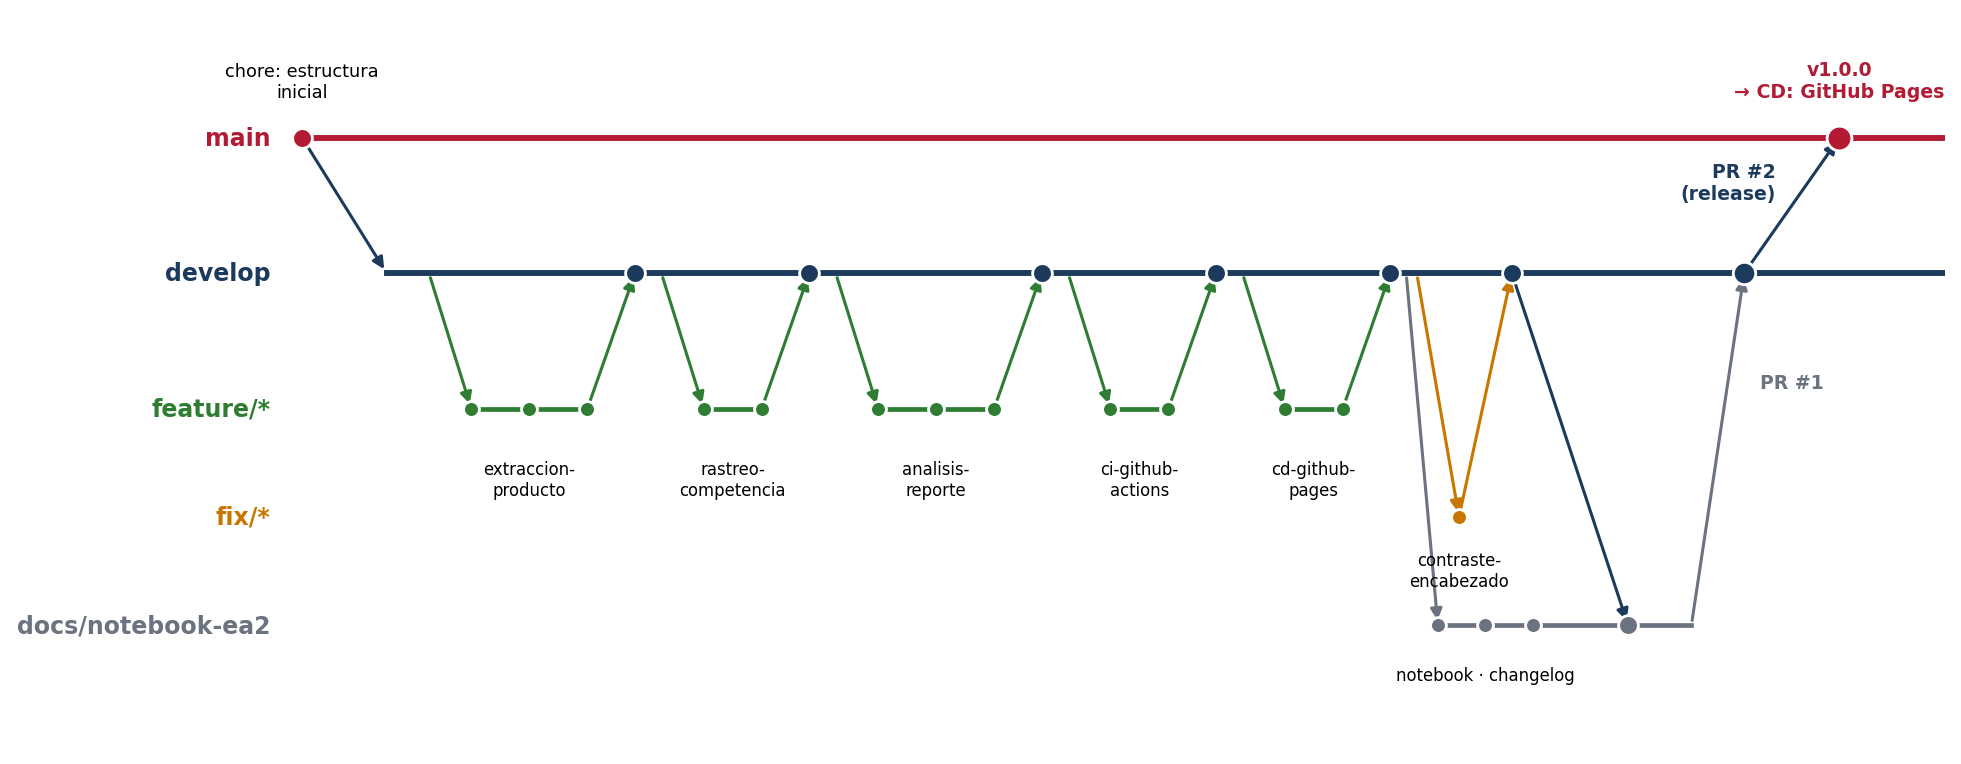 chore: estructura
inicial
v1.0.0
→ CD: GitHub Pages
main
PR #2
(release)
develop
PR #1
feature/*
extraccion-
producto
rastreo-
competencia
analisis-
reporte
ci-github-
actions
cd-github-
pages
fix/*
contraste-
encabezado
docs/notebook-ea2
notebook · changelog